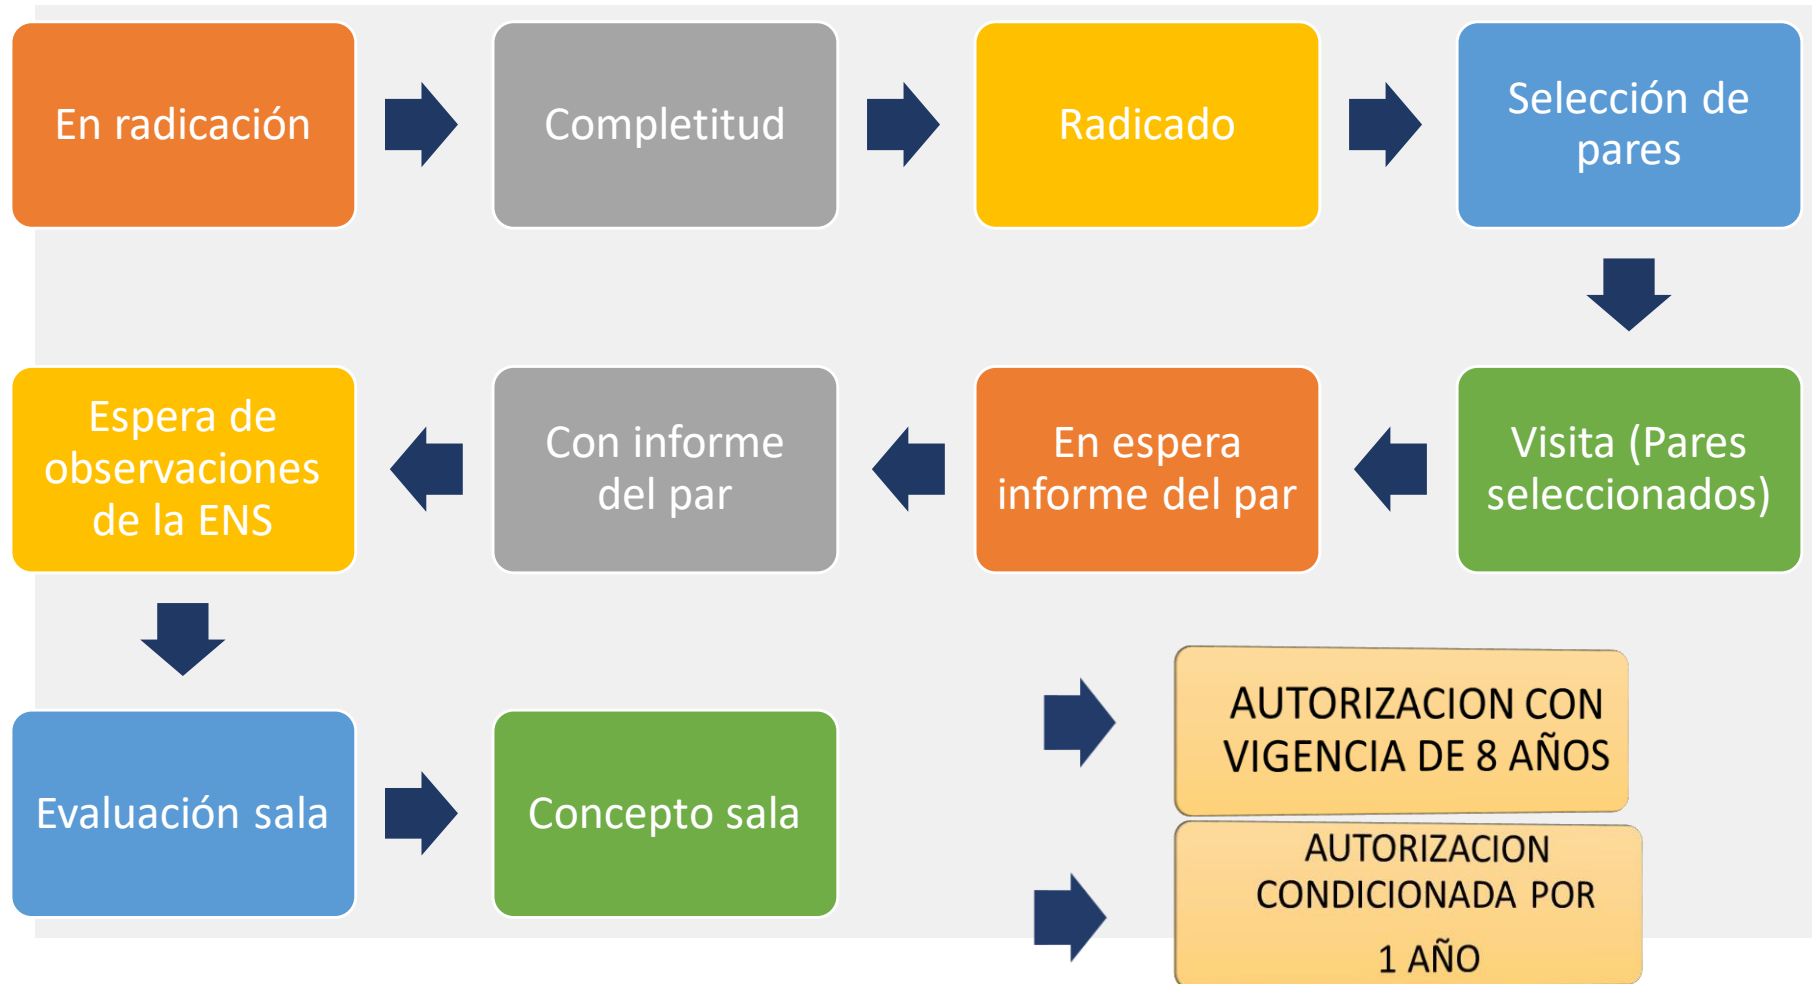 En radicación
Completitud
Radicado
Selección de
pares
Visita (Pares
seleccionados)
En espera
informe del par
Con informe
del par
Espera de
observaciones
de la ENS
Evaluación sala
Concepto sala
AUTORIZACION CON
VIGENCIA DE 8 AÑOS
AUTORIZACION
CONDICIONADA POR
1 AÑO